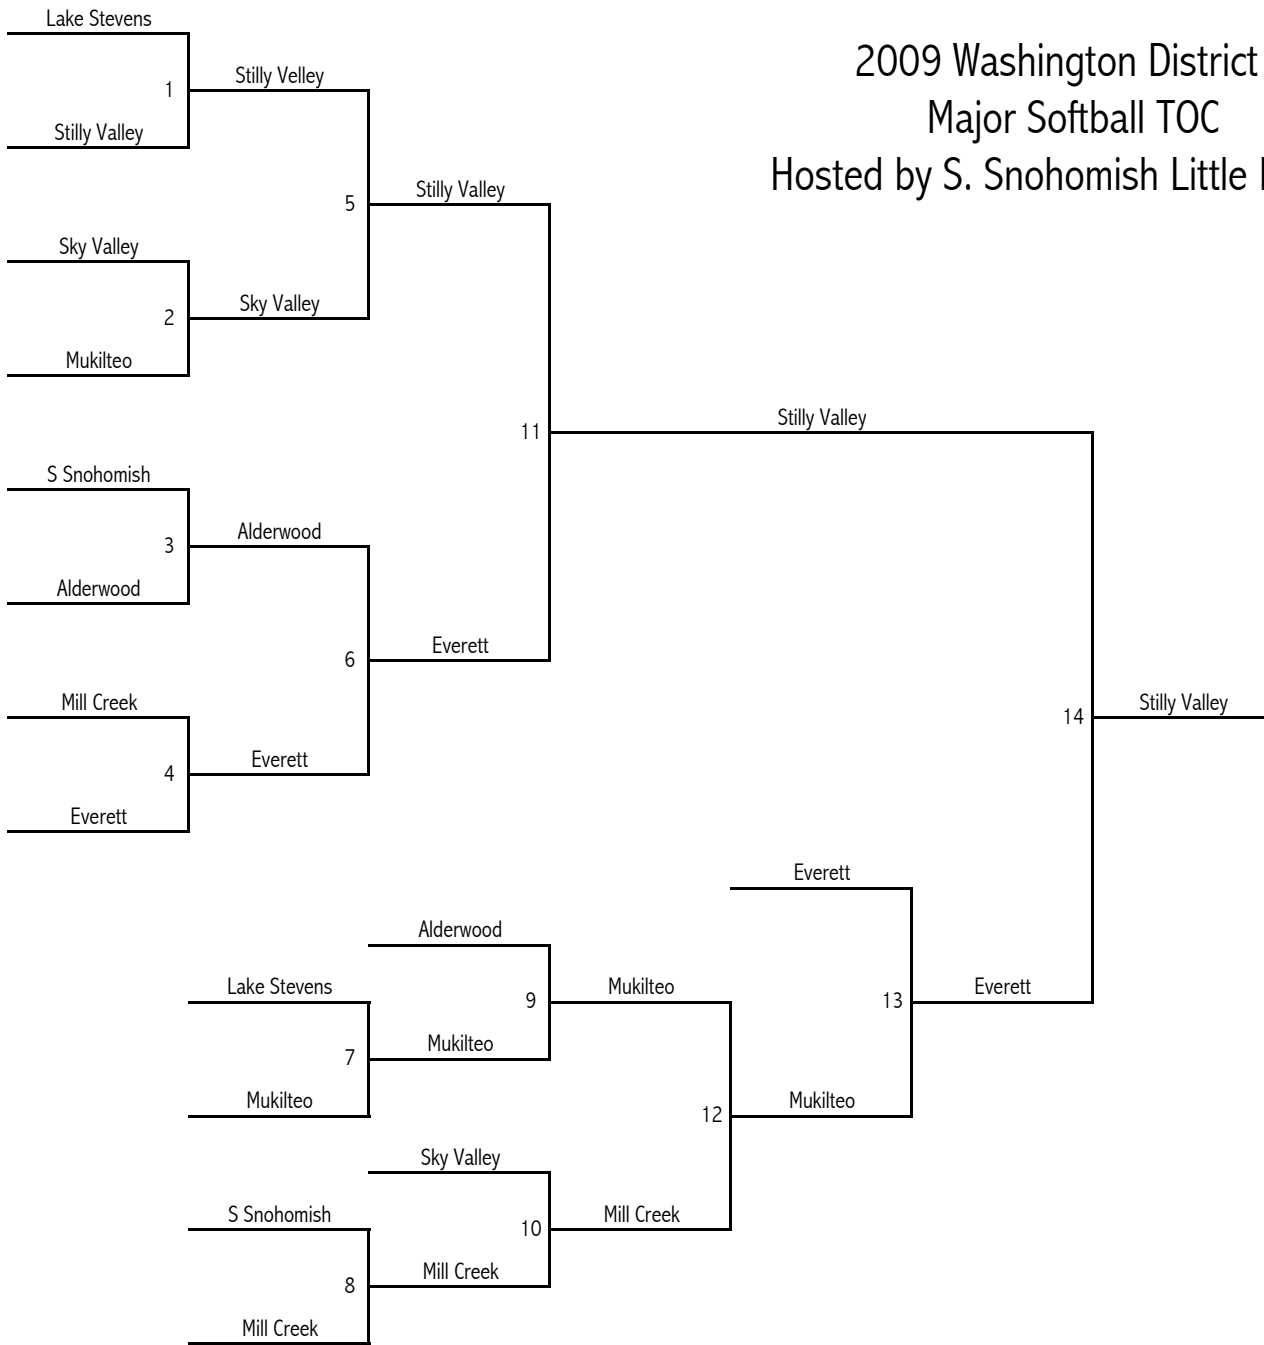 2009 Washington District
Major Softball TOC
Hosted by S. Snohomish Little
Lake Stevens
1
Stilly Velley
Stilly Valley
5
Stilly Valley
Sky Valley
2
Sky Valley
Mukilteo
11
Stilly Valley
S Snohomish
3
Alderwood
Alderwood
6
Everett
Mill Creek
4
Everett
Everett
14
Stilly Valley
Everett
Alderwood
Lake Stevens
9
Mukilteo
13
Everett
7
Mukilteo
Mukilteo
12
Mukilteo
Sky Valley
S Snohomish
10
Mill Creek
8
Mill Creek
Mill Creek